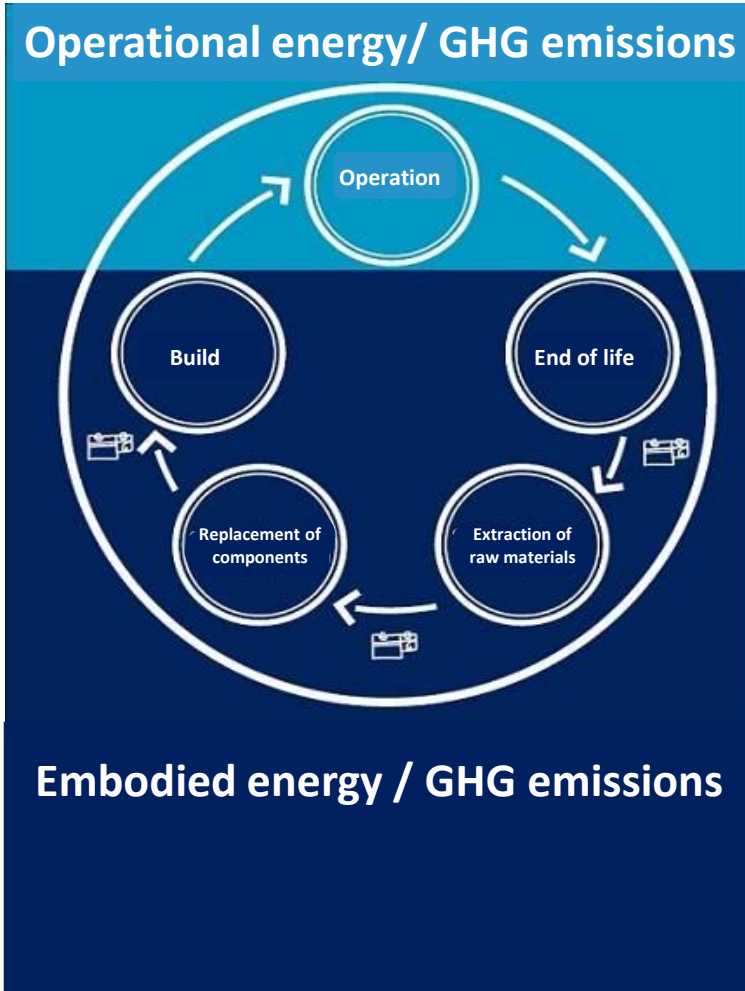 Operational energy/ GHG emissions
Operation
Build
End of life
Replacement of
components
Extraction of
raw materials
Embodied energy / GHG emissions